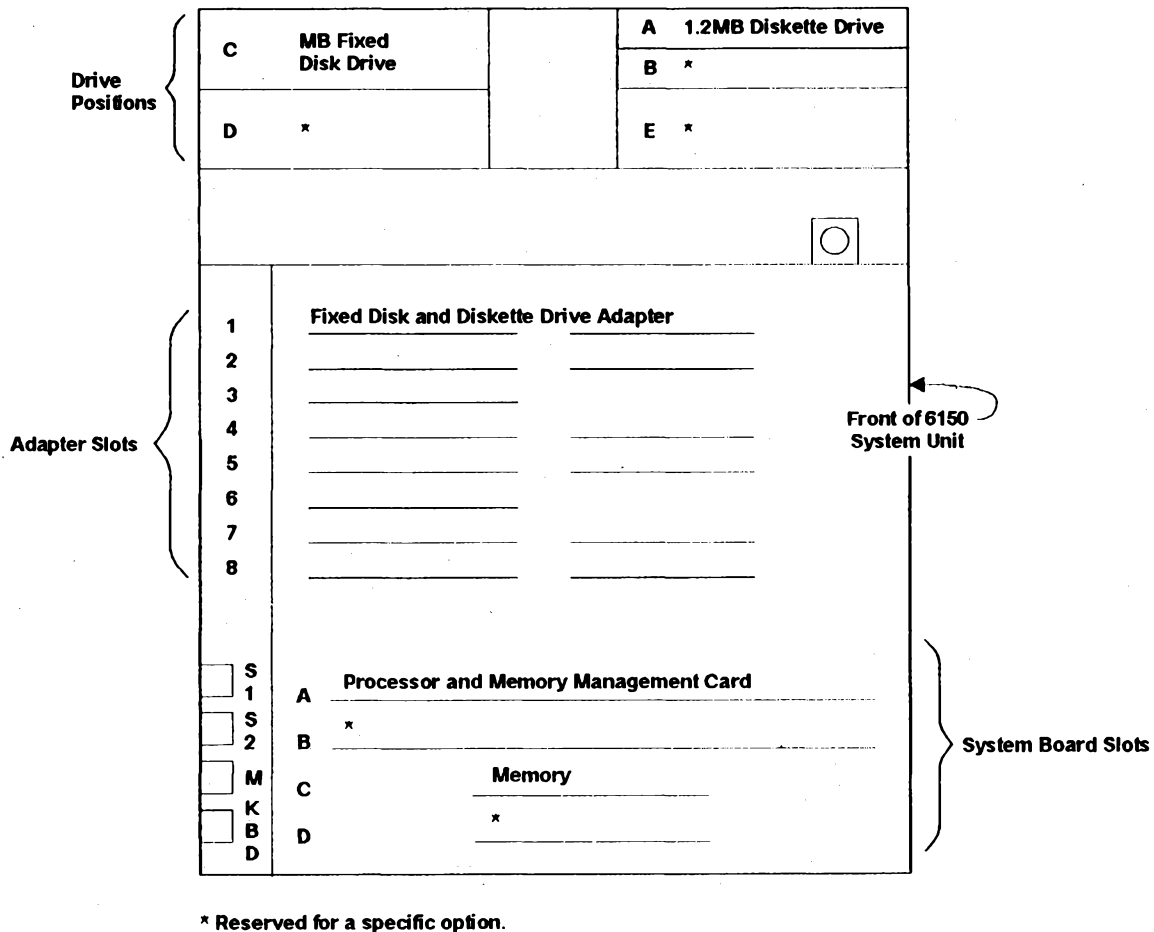 Drive
Positions
C
MB Fixed
Disk Drive
D *
A 1.2MB Diskette Drive
B *
E *
Adapter Slots
1 Fixed Disk and Diskette Drive Adapter
2
3
4
5
6
7
8
Front of 6150
System Unit
S
1
S
2
M
K
B
D
A Processor and Memory Management Card
B *
C Memory
D *
System Board Slots
* Reserved for a specific option.